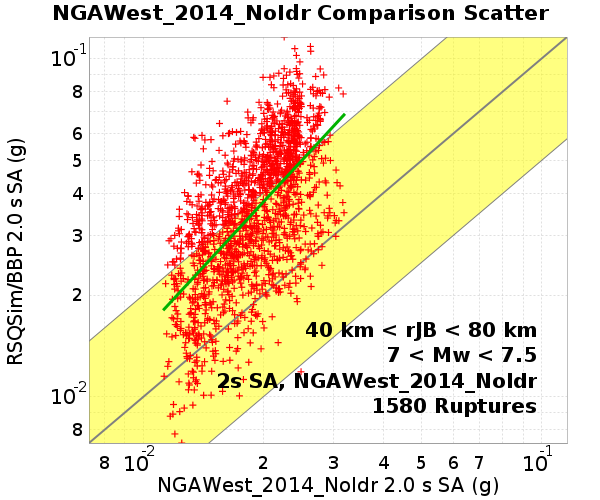 NGAWest_2014_NoIdr Comparison Scatter
RSQSim/BBP 2.0 s SA (g)
10-1
8
6
5
4
3
2
10-2
8
40 km < rJB < 80 km
7 < Mw < 7.5
2s SA, NGAWest_2014_NoIdr
1580 Ruptures
8 10-2 2 3 4 5 6 7 8 10-1
NGAWest_2014_NoIdr 2.0 s SA (g)